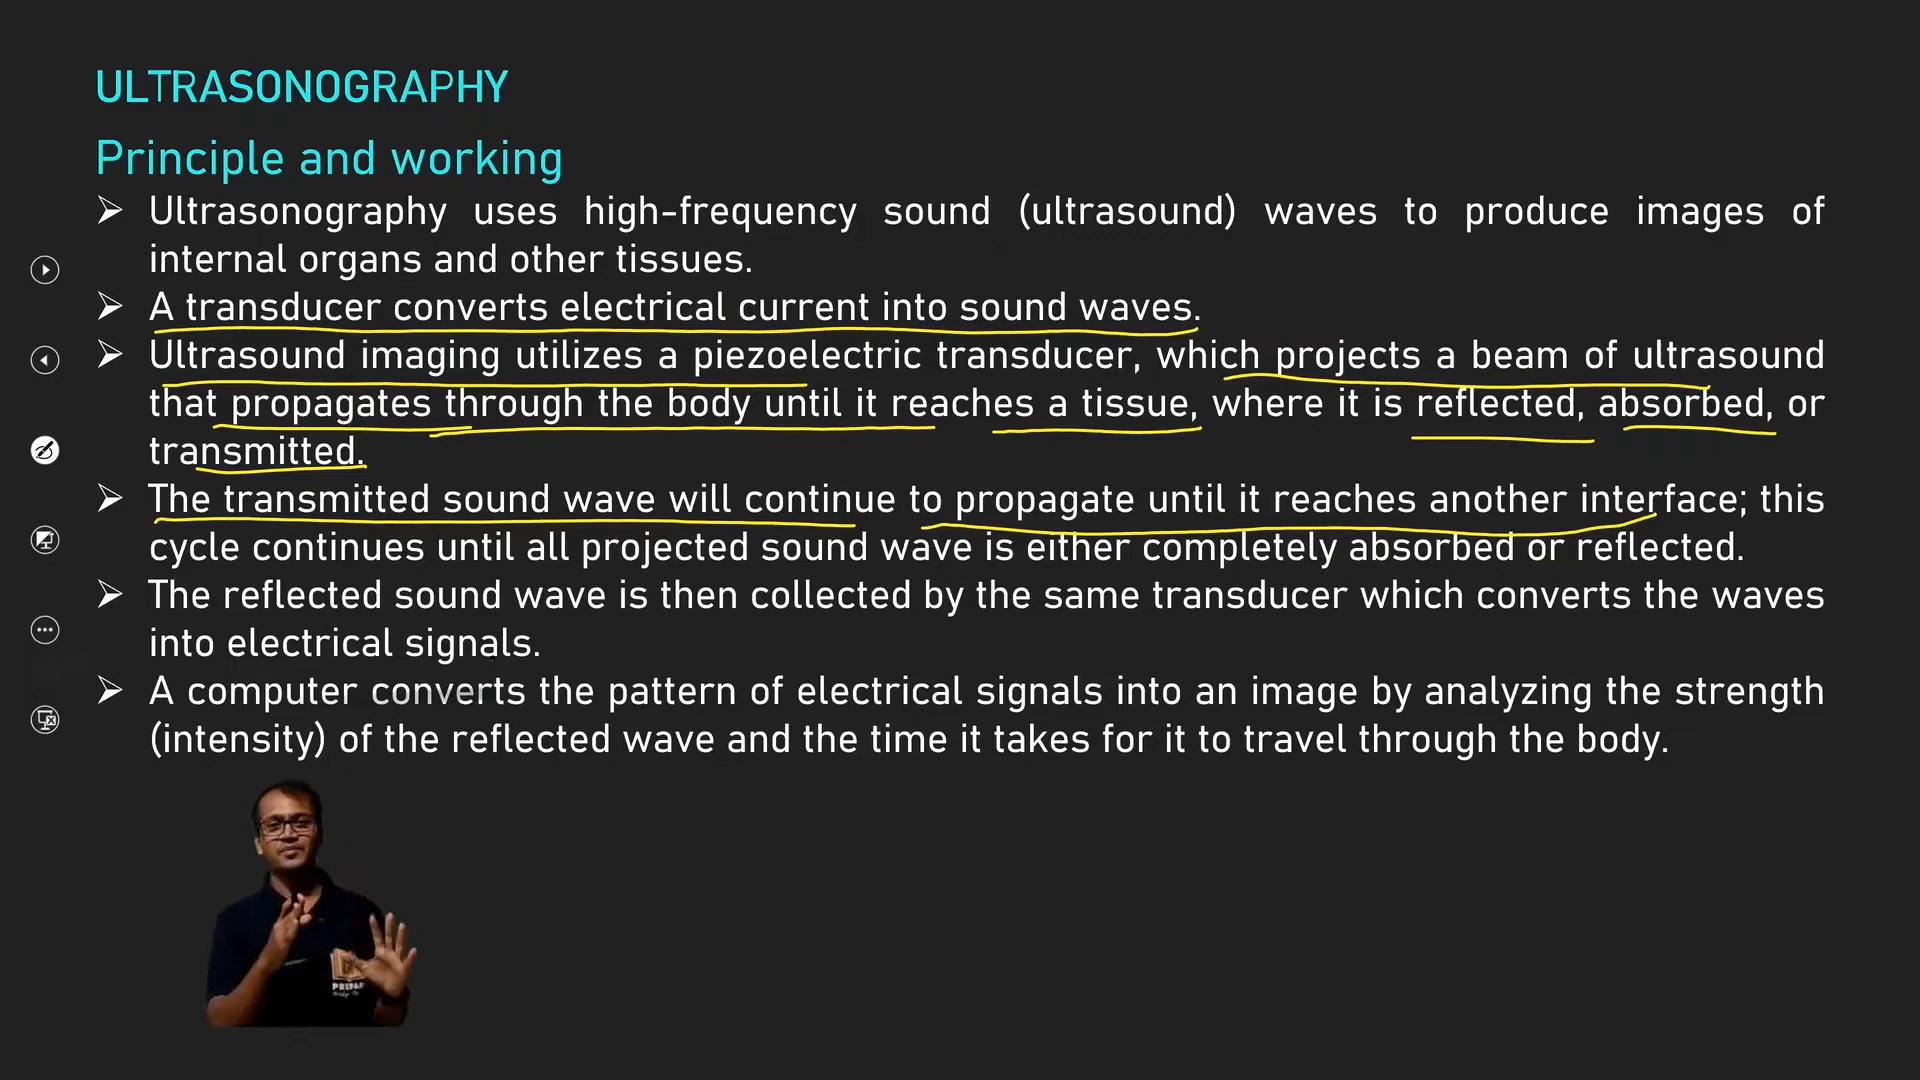 ULTRASONOGRAPHY
Principle and working
➢ Ultrasonography uses high-frequency sound (ultrasound) waves to produce images of
internal organs and other tissues.
➢ A transducer converts electrical current into sound waves.
➢ Ultrasound imaging utilizes a piezoelectric transducer, which projects a beam of ultrasound
that propagates through the body until it reaches a tissue, where it is reflected, absorbed, or
transmitted.
➢ The transmitted sound wave will continue to propagate until it reaches another interface; this
cycle continues until all projected sound wave is either completely absorbed or reflected.
➢ The reflected sound wave is then collected by the same transducer which converts the waves
into electrical signals.
➢ A computer converts the pattern of electrical signals into an image by analyzing the strength
(intensity) of the reflected wave and the time it takes for it to travel through the body.